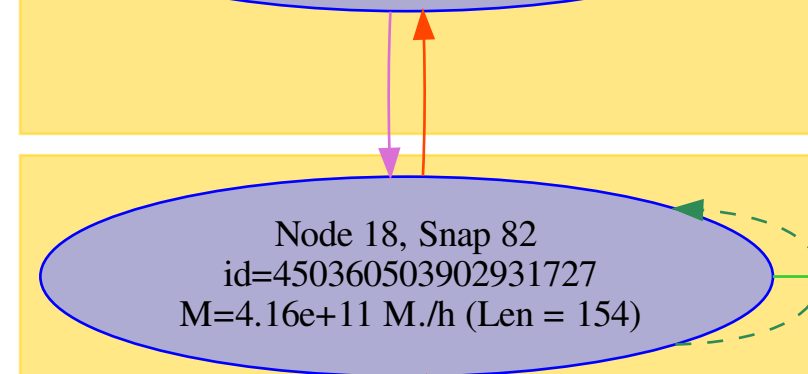 Node 18, Snap 82
id=450360503902931727
M=4.16e+11 M./h (Len = 154)